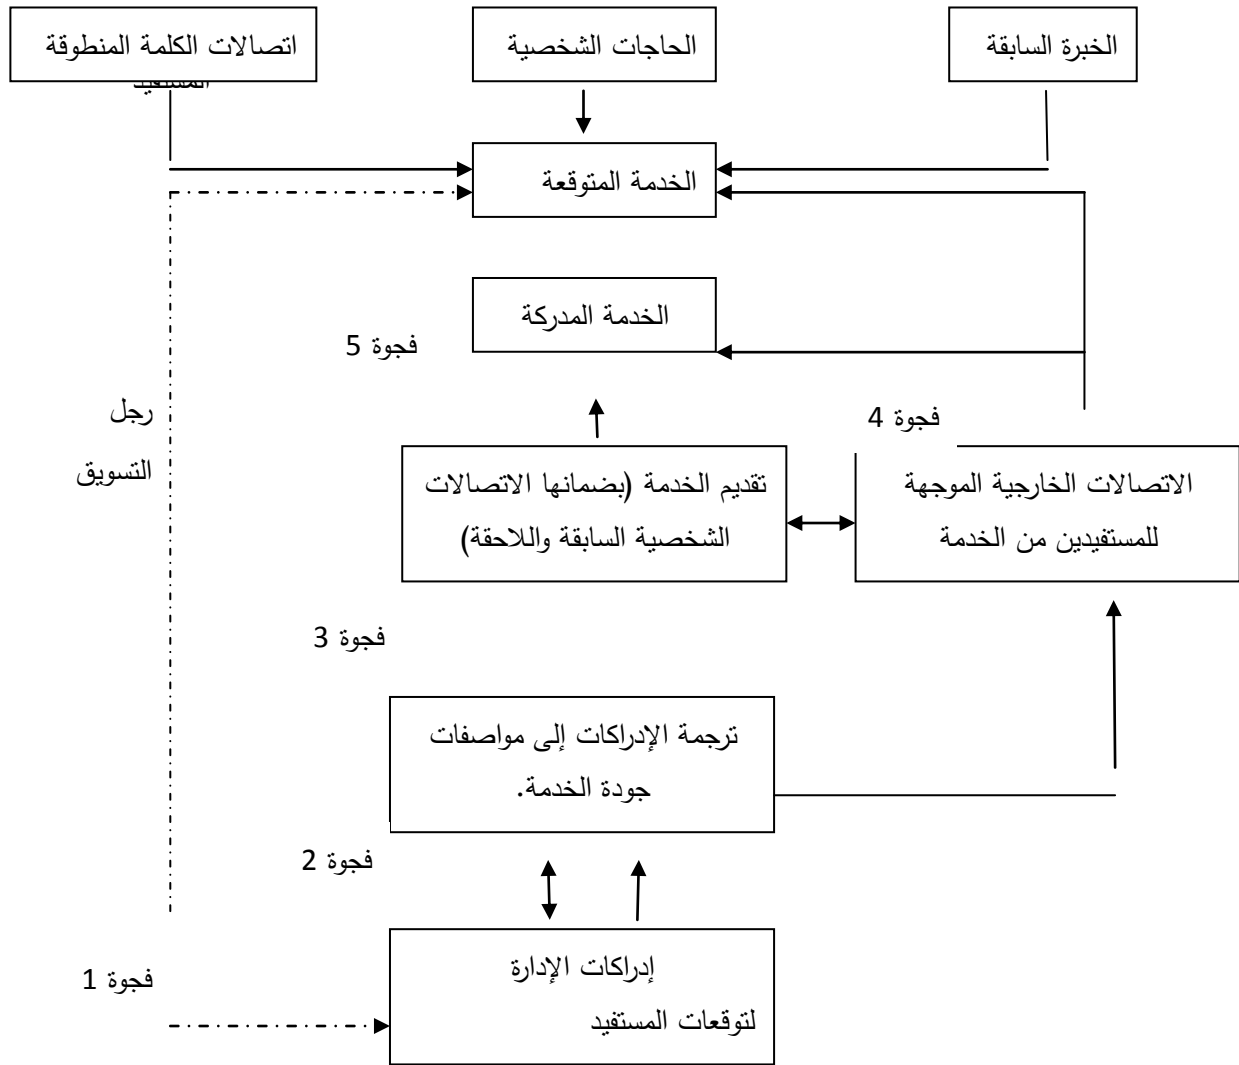 الخبرة السابقة
الحاجات الشخصية
اتصالات الكلمة المنطوقة
المستفيد
الخدمة المتوقعة
الخدمة المدركة
فجوة 5
رجل
التسويق
فجوة 4
الاتصالات الخارجية الموجهة
للمستفيدين من الخدمة
تقديم الخدمة (بضمانها الاتصالات
الشخصية السابقة واللاحقة)
فجوة 3
ترجمة الإدراكات إلى مواصفات
جودة الخدمة.
فجوة 2
إدراكات الإدارة
لتوقعات المستفيد
فجوة 1